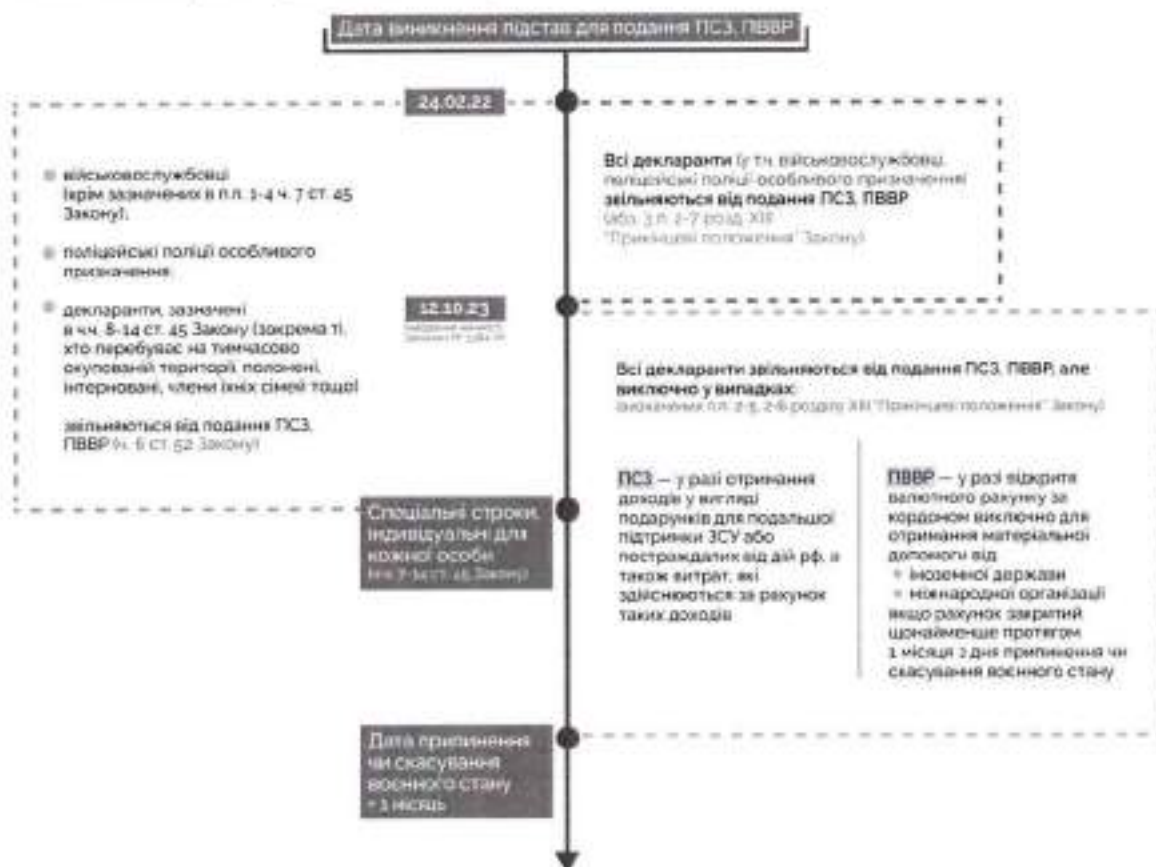 Дата виникнення підстав для подання ПСЗ, ПВВР
24.02.22
військовослужбовці
(крім зазначених в п.п. 1-4 ч. 7 ст. 45
Закону);
поліцейські поліції особливого
призначення;
декларанти, зазначені
в ч.ч. 8-14 ст. 45 Закону (зокрема ті,
хто перебуває на тимчасово
окупованій території, полонені,
інтерновані, члени їхніх сімей тощо)
звільняються від подання ПСЗ,
ПВВР (ч. 6 ст. 52 Закону)
Всі декларанти (у т.ч. військовослужбовці,
поліцейські поліції особливого призначення)
звільняються від подання ПСЗ, ПВВР
(абз. 3 п. 2-7 розд. XIII
"Прикінцеві положення" Закону)
12.10.23
Всі декларанти звільняються від подання ПСЗ, ПВВР, але
виключно у випадках,
визначених п.п. 2-5, 2-6 розділу XIII "Прикінцеві положення" Закону)
ПСЗ — у разі отримання
доходів у вигляді
подарунків для подальшої
підтримки ЗСУ або
постраждалих від дій рф, а
також витрат, які
здійснюються за рахунок
таких доходів
ПВВР — у разі відкриття
валютного рахунку за
кордоном виключно для
отримання матеріальної
допомоги від
іноземної держави
міжнародної організації
якщо рахунок закритий
щонайменше протягом
1 місяця з дня припинення чи
скасування воєнного стану
Спеціальні строки,
індивідуальні для
кожної особи
(ч.ч. 7-14 ст. 45 Закону)
Дата припинення
чи скасування
воєнного стану
+ 1 місяць